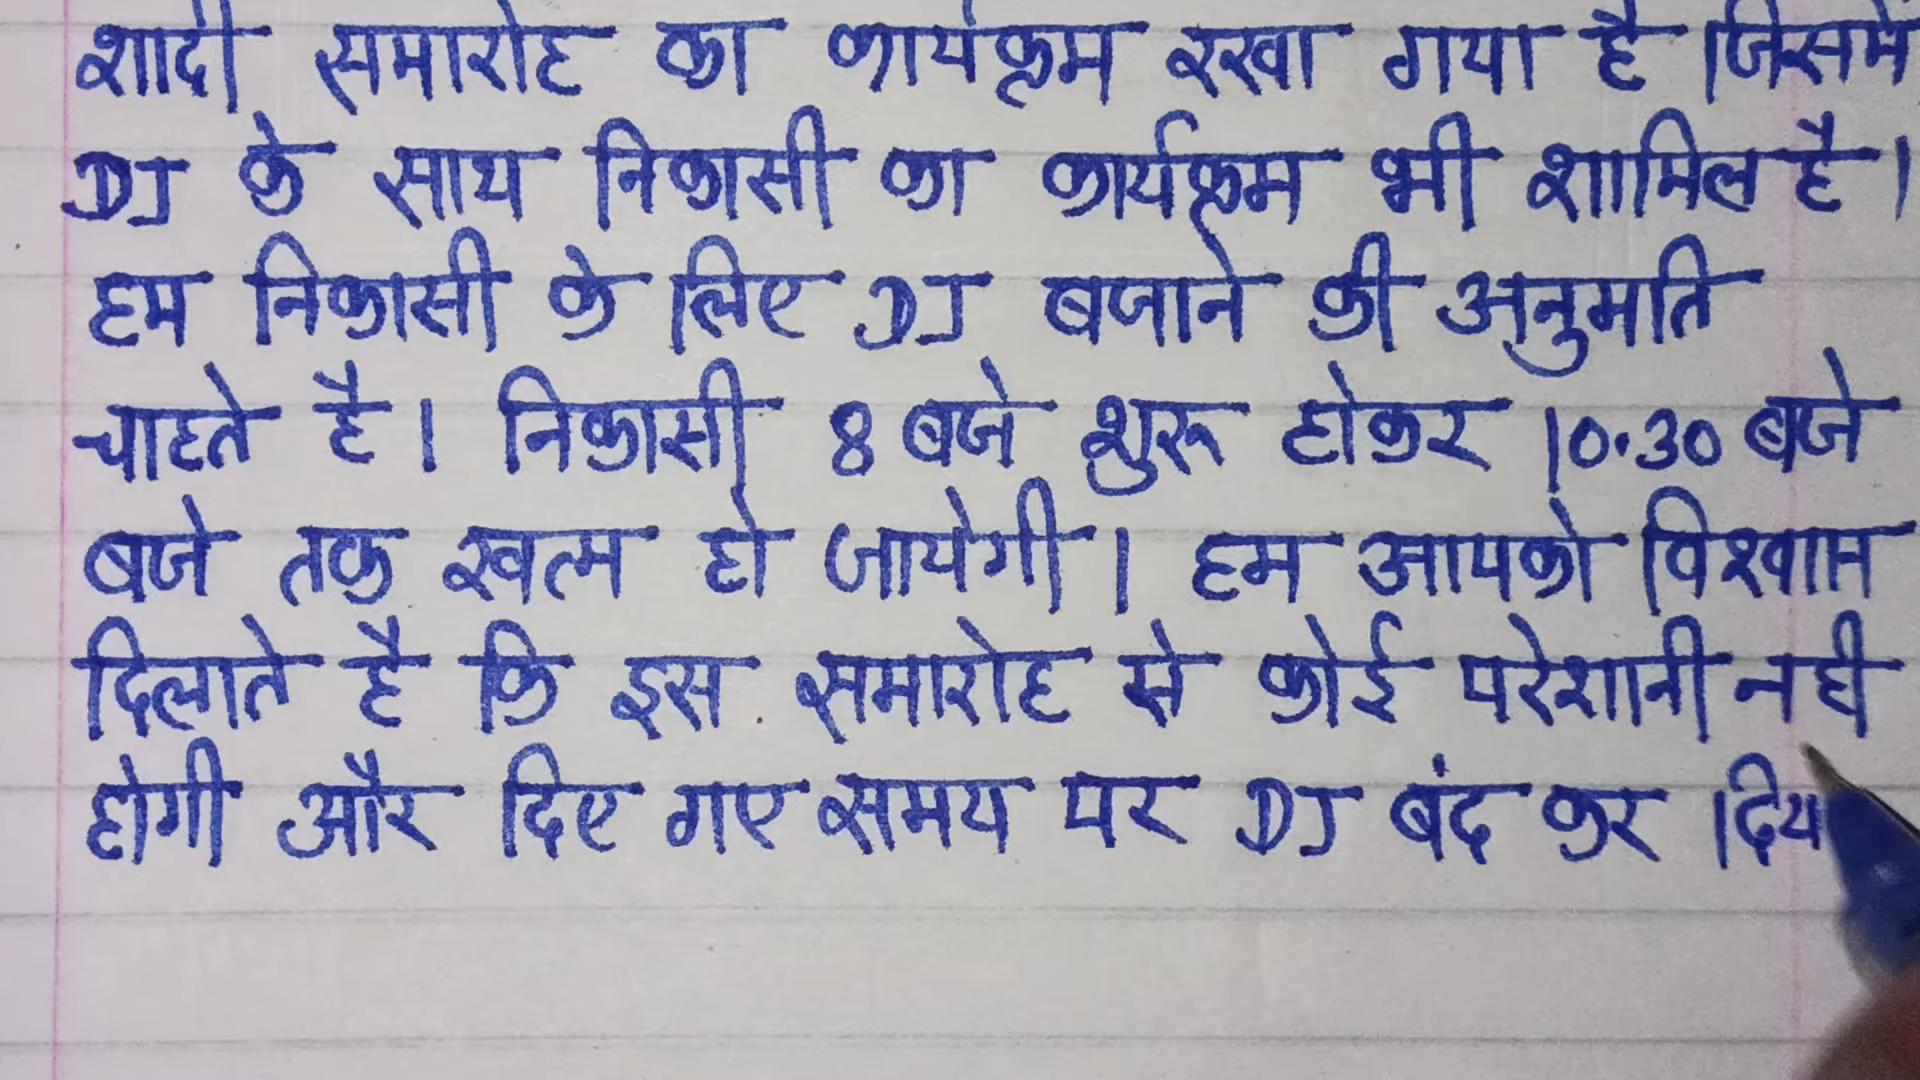 शादी समारोह का कार्यक्रम रखा गया है जिसमे
DJ के साथ निकासी का कार्यक्रम भी शामिल है।
हम निकासी के लिए DJ बजाने की अनुमति
चाहते है। निकासी 8 बजे शुरू होकर 10.30 बजे
बजे तक खत्म हो जायेगी। हम आपको विश्वास
दिलाते है कि इस समारोह से कोई परेशानी नही
होगी और दिए गए समय पर DJ बंद कर दिय